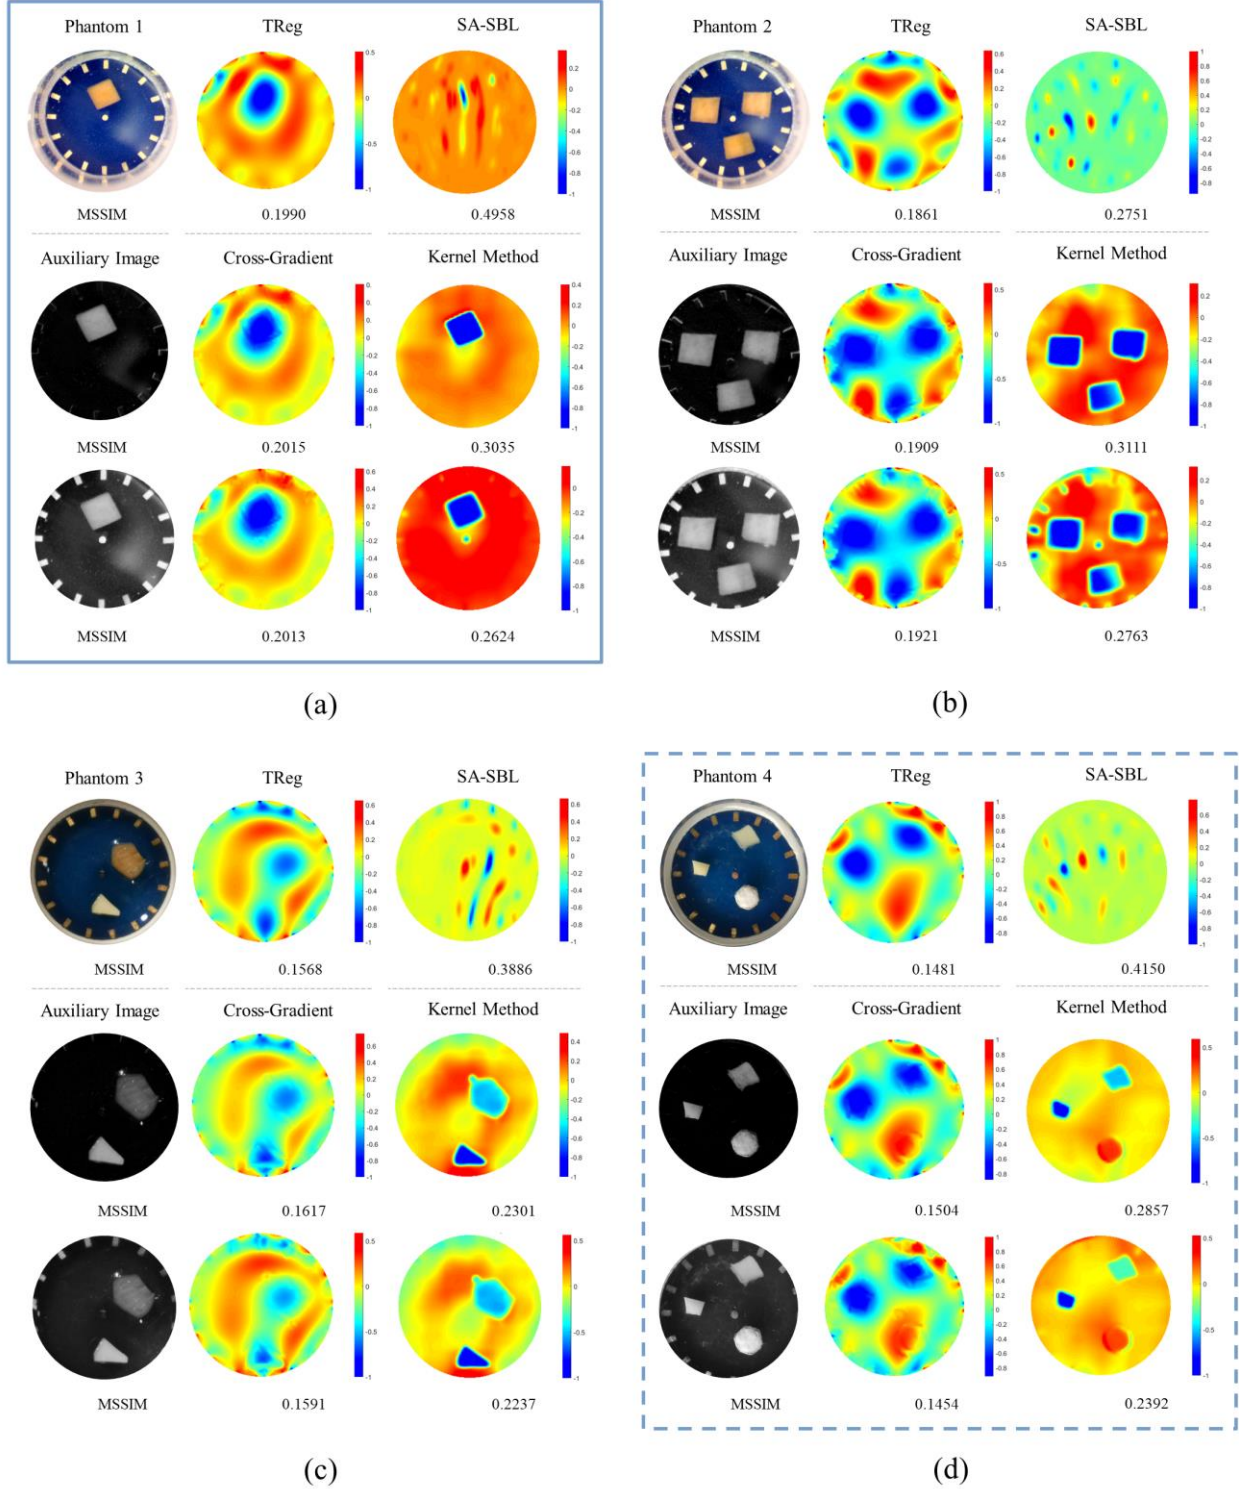 Phantom 1 TReg SA-SBL
MSSIM 0.1990 0.4958
Auxiliary Image Cross-Gradient Kernel Method
MSSIM 0.2015 0.3035
MSSIM 0.2013 0.2624
(a)
Phantom 2 TReg SA-SBL
MSSIM 0.1861 0.2751
Auxiliary Image Cross-Gradient Kernel Method
MSSIM 0.1909 0.3111
MSSIM 0.1921 0.2763
(b)
Phantom 3 TReg SA-SBL
MSSIM 0.1568 0.3886
Auxiliary Image Cross-Gradient Kernel Method
MSSIM 0.1617 0.2301
MSSIM 0.1591 0.2237
(c)
Phantom 4 TReg SA-SBL
MSSIM 0.1481 0.4150
Auxiliary Image Cross-Gradient Kernel Method
MSSIM 0.1504 0.2857
MSSIM 0.1454 0.2392
(d)